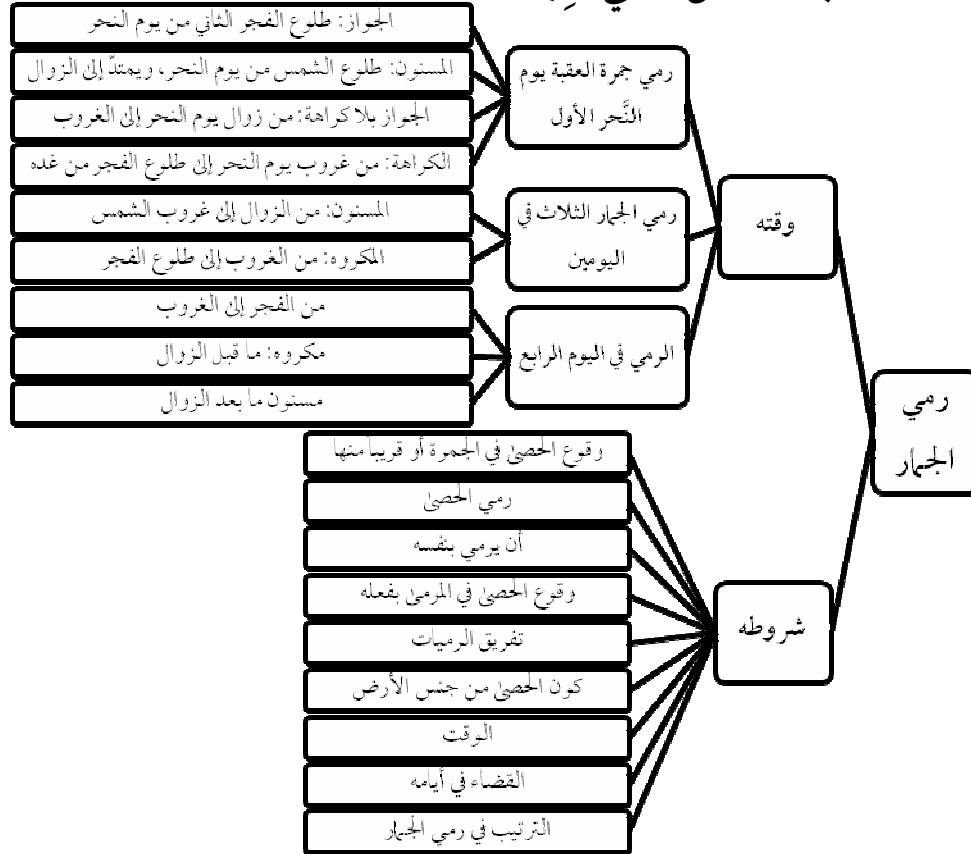 رمي
الجمار
وقته
رمي جمرة العقبة يوم
النَّحر الأول
الجواز: طلوع الفجر الثاني من يوم النحر
المسنون: طلوع الشمس من يوم النحر، ويمتدّ إلى الزوال
الجواز بلا كراهة: من زوال يوم النحر إلى الغروب
الكراهة: من غروب يوم النحر إلى طلوع الفجر من غده
رمي الجمار الثلاث في
اليومين
المسنون: من الزوال إلى غروب الشمس
المكروه: من الغروب إلى طلوع الفجر
الرمي في اليوم الرابع
من الفجر إلى الغروب
مكروه: ما قبل الزوال
مسنون ما بعد الزوال
شروطه
وقوع الحصى في الجمرة أو قريباً منها
رمي الحصى
أن يرمي بنفسه
وقوع الحصى في المرمى بفعله
تفريق الرميات
كون الحصى من جنس الأرض
الوقت
القضاء في أيامه
الترتيب في رمي الجمار